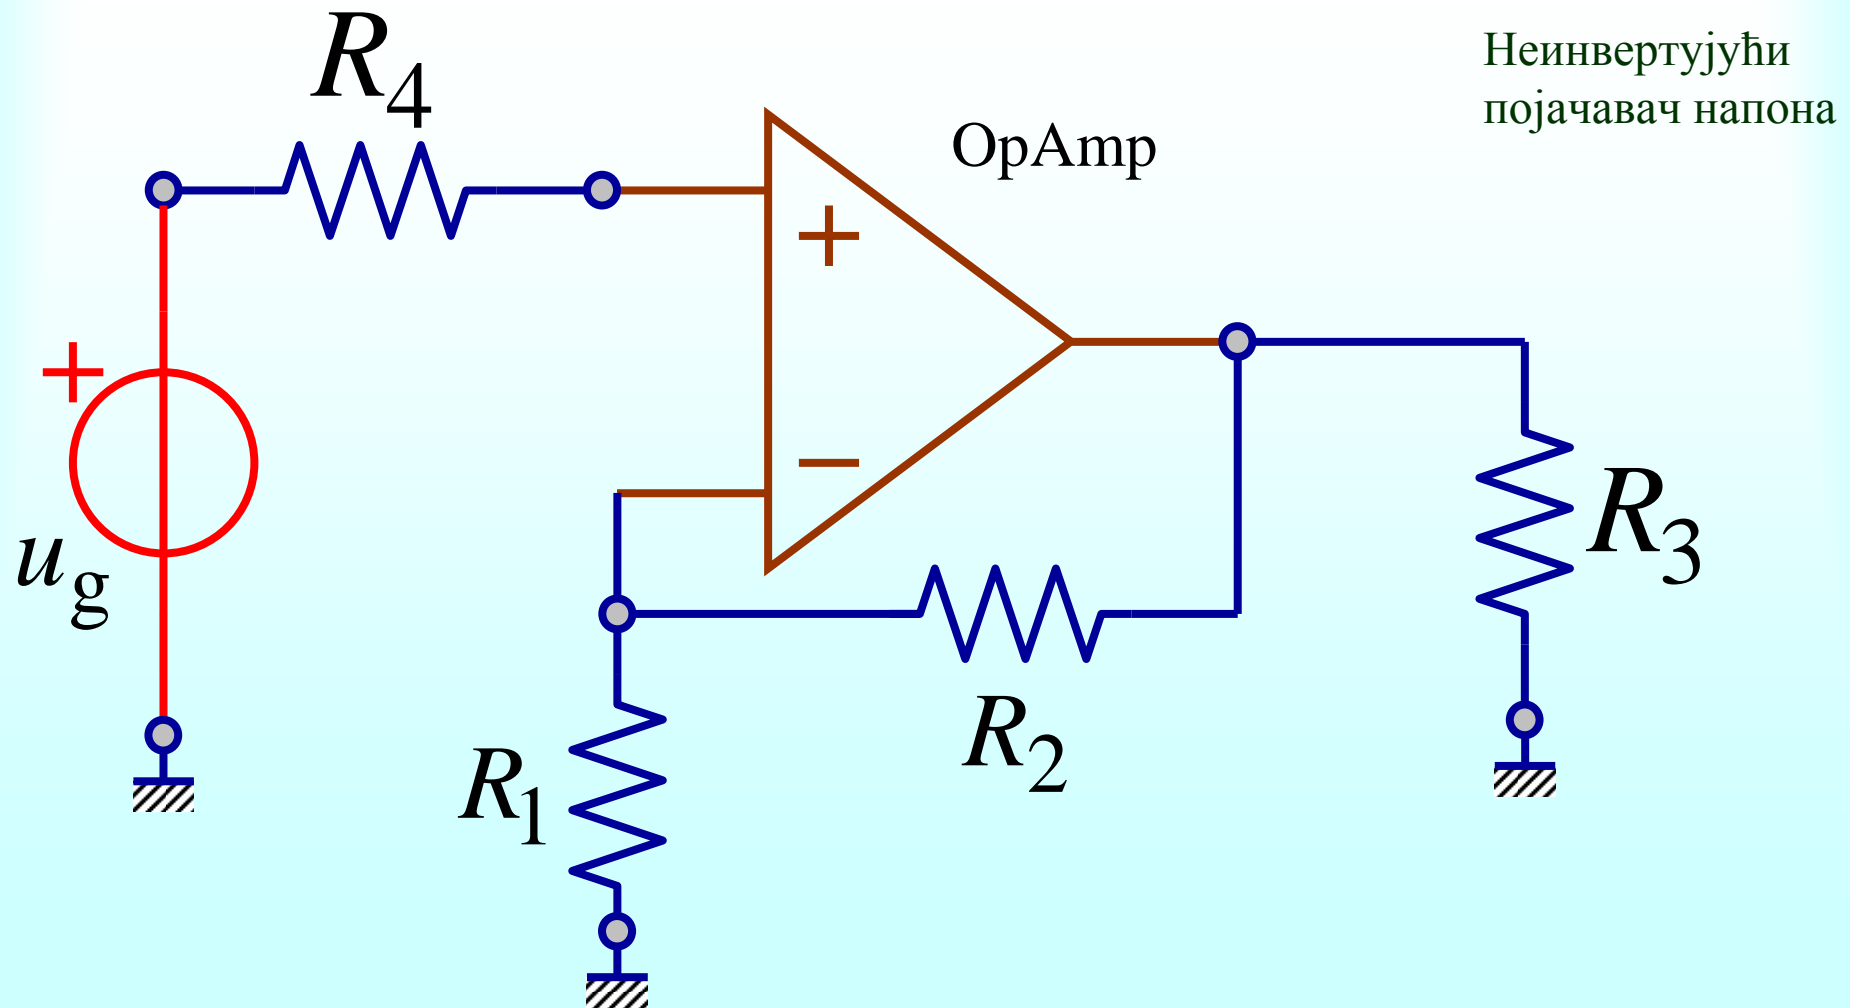 R4
Неинвертујући
појачавач напона
OpAmp
+
+
−
ug
R3
R2
R1